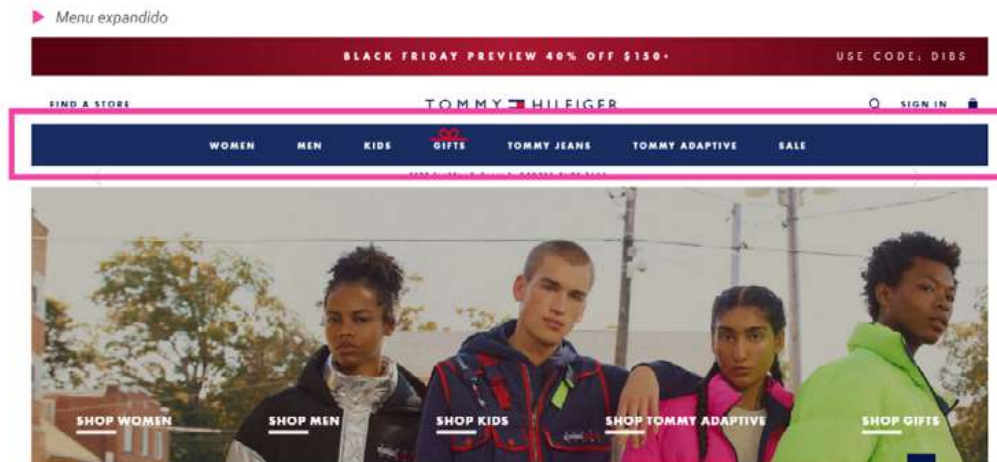 Menu expandido
BLACK FRIDAY PREVIEW 40% OFF $150+ USE CODE: DIBS
FIND A STORE TOMMY HILFIGER SIGN IN
WOMEN MEN KIDS GIFTS TOMMY JEANS TOMMY ADAPTIVE SALE
SHOP WOMEN SHOP MEN SHOP KIDS SHOP TOMMY ADAPTIVE SHOP GIFTS